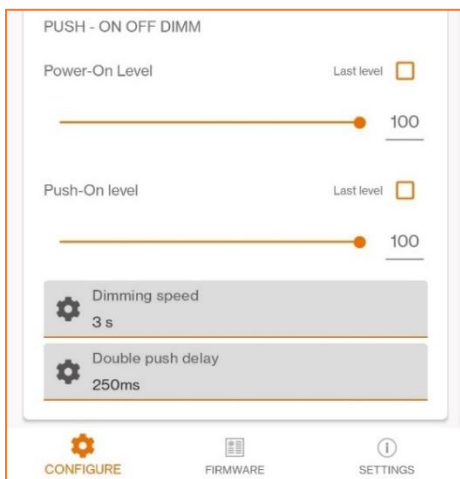 PUSH - ON OFF DIMM
Power-On Level Last level
100
Push-On level Last level
100
Dimming speed
3 s
Double push delay
250ms
CONFIGURE FIRMWARE SETTINGS